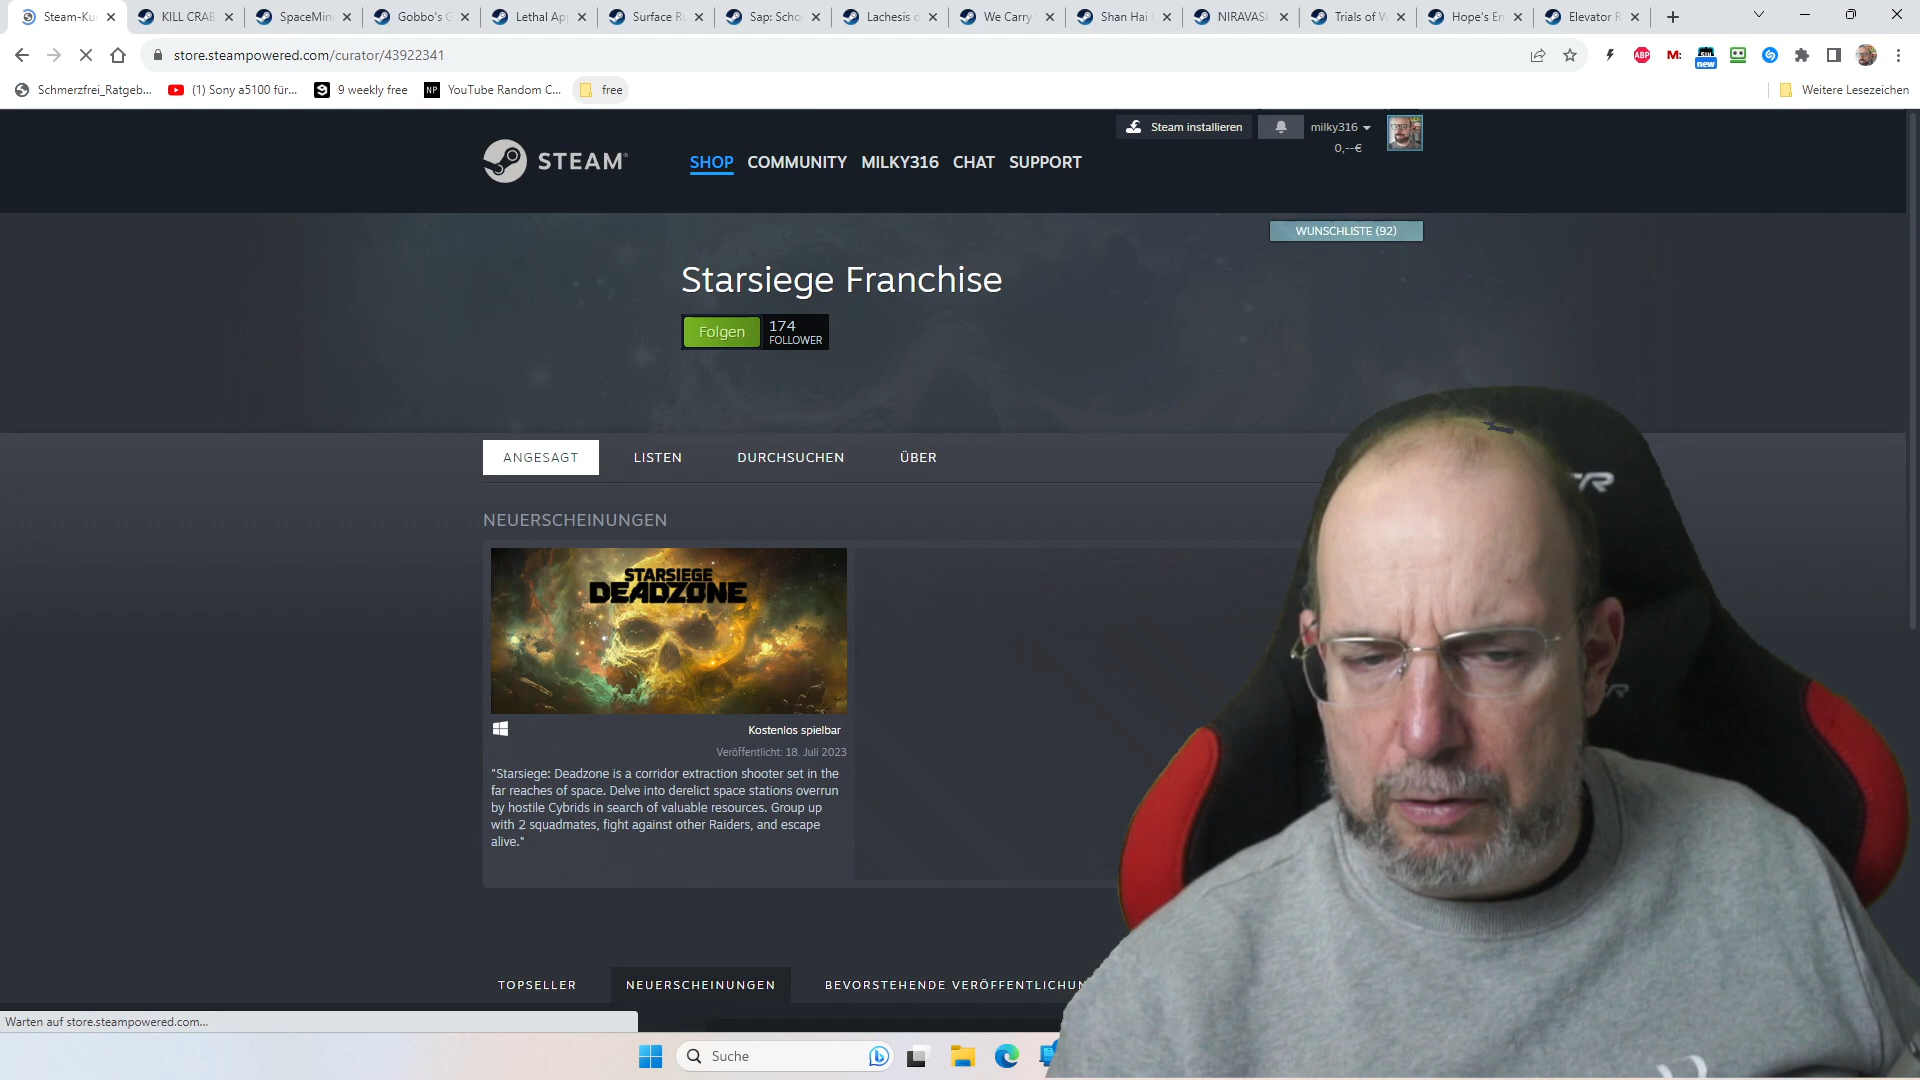 Steam-Ku
KILL CRAB
SpaceMin
Gobbo's G
Lethal App
Surface R
Sap: Scho
Lachesis o
We Carry
Shan Hai
NIRAVASI
Trials of
Hope's En
Elevator R
store.steampowered.com/curator/43922341
ABP
M:
new
Schmerzfrei_Ratgeb...
(1) Sony a5100 für...
9 weekly free
NP
YouTube Random C...
free
Weitere Lesezeichen
STEAM
SHOP
COMMUNITY
MILKY316
CHAT
SUPPORT
Steam installieren
milky316
0,--€
WUNSCHLISTE (92)
Starsiege Franchise
Folgen
174
FOLLOWER
ANGESAGT
LISTEN
DURCHSUCHEN
ÜBER
NEUERSCHEINUNGEN
STARSIEGE
DEADZONE
Kostenlos spielbar
Veröffentlicht: 18. Juli 2023
"Starsiege: Deadzone is a corridor extraction shooter set in the
far reaches of space. Delve into derelict space stations overrun
by hostile Cybrids in search of valuable resources. Group up
with 2 squadmates, fight against other Raiders, and escape
alive."
TOPSELLER
NEUERSCHEINUNGEN
BEVORSTEHENDE VERÖFFENTLICHUN
Warten auf store.steampowered.com...
Suche